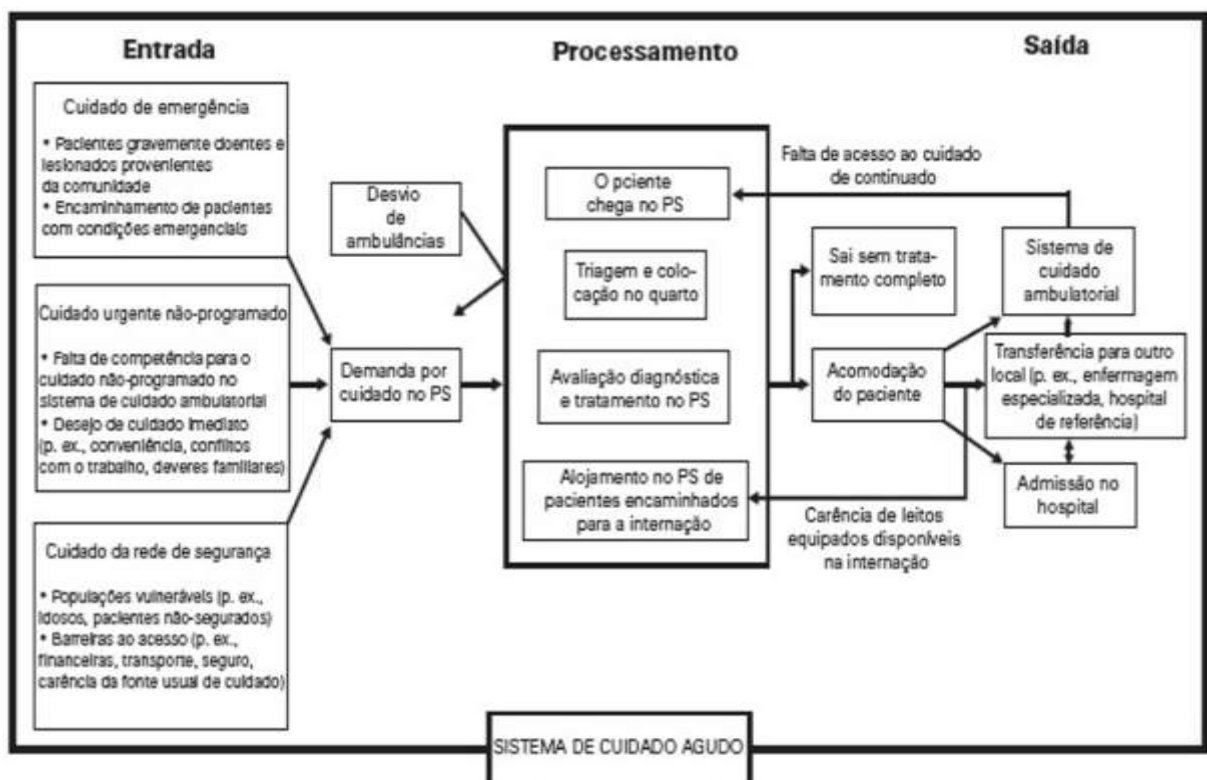 Entrada
Processamento
Saída
Cuidado de emergência
• Pacientes gravemente doentes e
lesionados provenientes
da comunidade
• Encaminhamento de pacientes
com condições emergenciais
Cuidado urgente não-programado
• Falta de competência para o
cuidado não-programado no
sistema de cuidado ambulatorial
• Desejo de cuidado imediato
(p. ex., conveniência, conflitos
com o trabalho, deveres familiares)
Cuidado da rede de segurança
• Populações vulneráveis (p. ex.,
idosos, pacientes não-segurados)
• Barreiras ao acesso (p. ex.,
financeiras, transporte, seguro,
carência da fonte usual de cuidado)
Desvio
de
ambulâncias
Demanda por
cuidado no PS
O pciente
chega no PS
Triagem e colo-
cação no quarto
Avaliação diagnóstica
e tratamento no PS
Alojamento no PS de
pacientes encaminhados
para a internação
Falta de acesso ao cuidado
de continuado
Sai sem trata-
mento completo
Acomodação
do paciente
Carência de leitos
equipados disponíveis
na internação
Sistema de
cuidado
ambulatorial
Transferência para outro
local (p. ex., enfermagem
especializada, hospital
de referência)
Admissão no
hospital
SISTEMA DE CUIDADO AGUDO